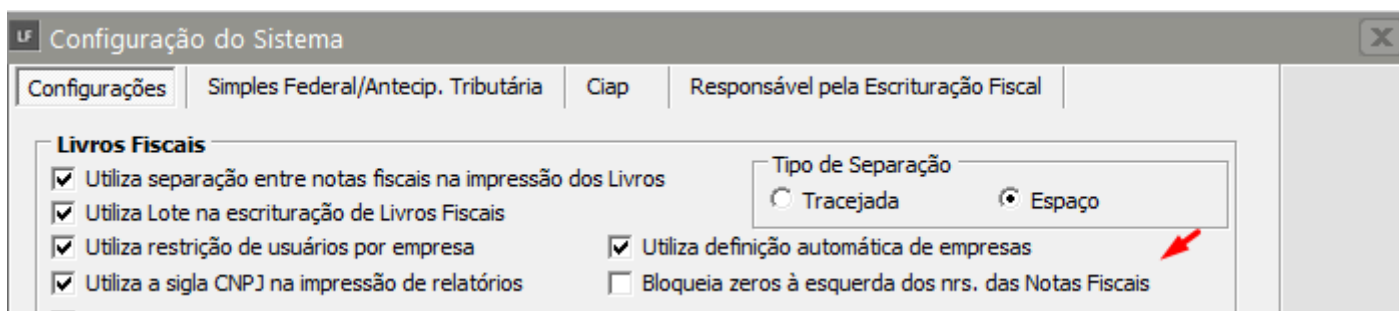 LF Configuração do Sistema
Configurações Simples Federal/Antecip. Tributária Ciap Responsável pela Escrituração Fiscal
Livros Fiscais
Utiliza separação entre notas fiscais na impressão dos Livros
Tipo de Separação
Tracejada Espaço
Utiliza Lote na escrituração de Livros Fiscais
Utiliza restrição de usuários por empresa Utiliza definição automática de empresas
Utiliza a sigla CNPJ na impressão de relatórios Bloqueia zeros à esquerda dos nrs. das Notas Fiscais